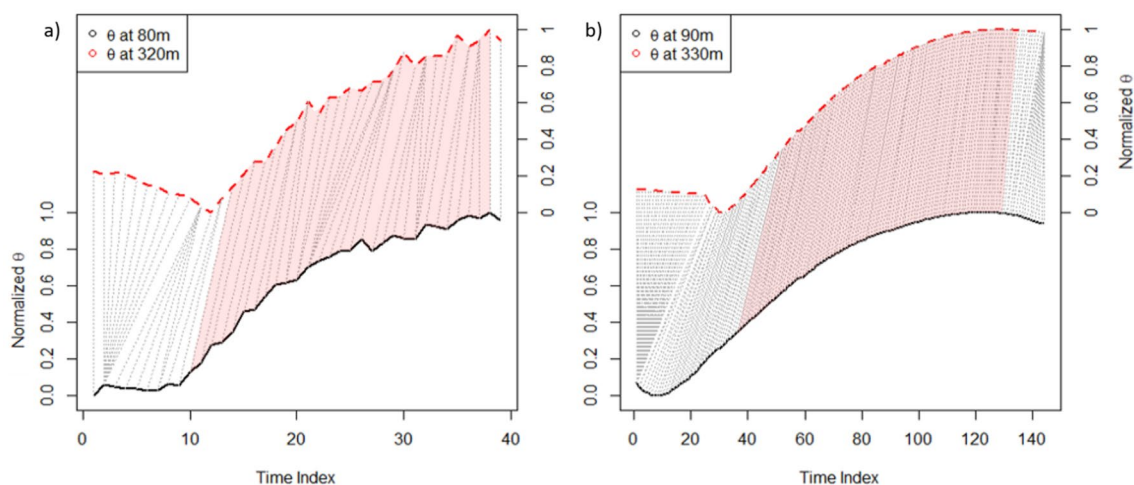 a)
θ at 80m
θ at 320m
Normalized θ
0.0 0.2 0.4 0.6 0.8 1.0
0 0.2 0.4 0.6 0.8 1
0 10 20 30 40
Time Index
b)
θ at 90m
θ at 330m
Normalized θ
0.0 0.2 0.4 0.6 0.8 1.0
0 0.2 0.4 0.6 0.8 1
Normalized θ
0 20 40 60 80 100 120 140
Time Index